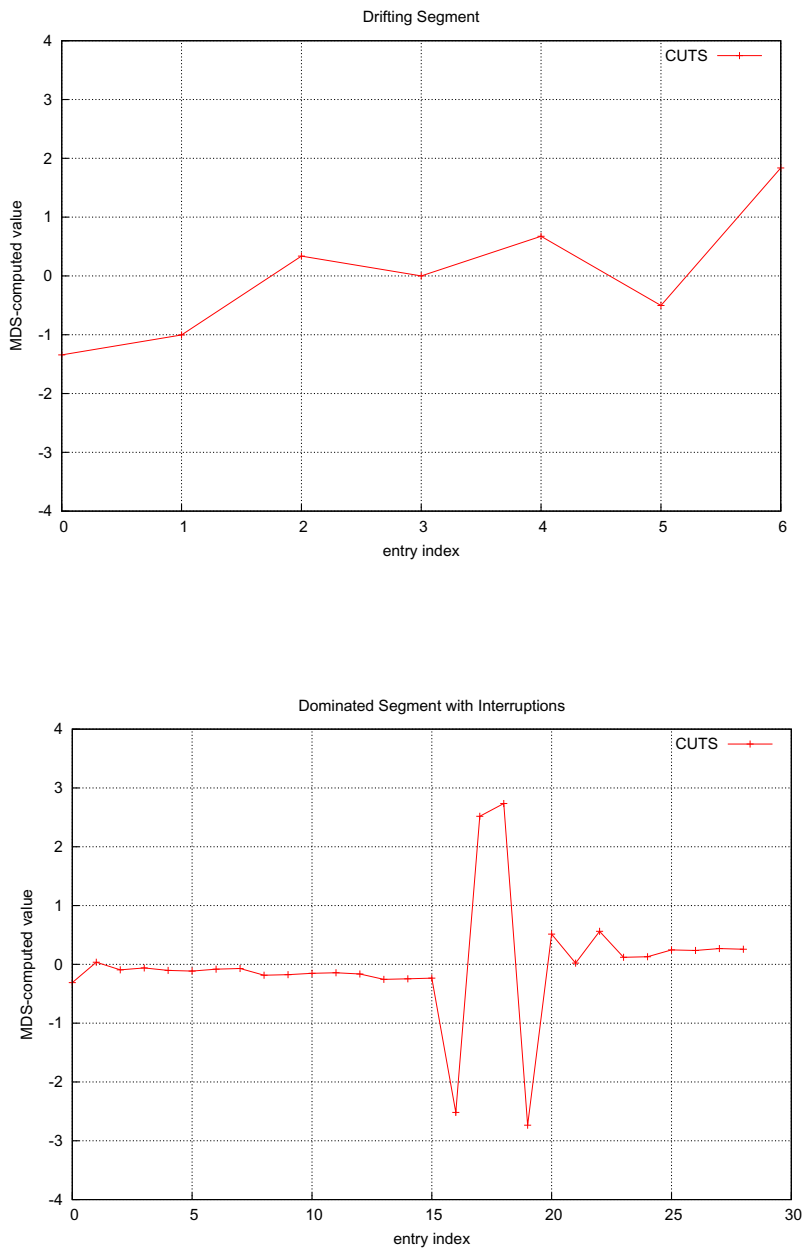 Drifting Segment
CUTS
4
3
2
1
0
-1
-2
-3
-4
MDS-computed value
0 1 2 3 4 5 6
entry index
Dominated Segment with Interruptions
CUTS
4
3
2
1
0
-1
-2
-3
-4
MDS-computed value
0 5 10 15 20 25 30
entry index